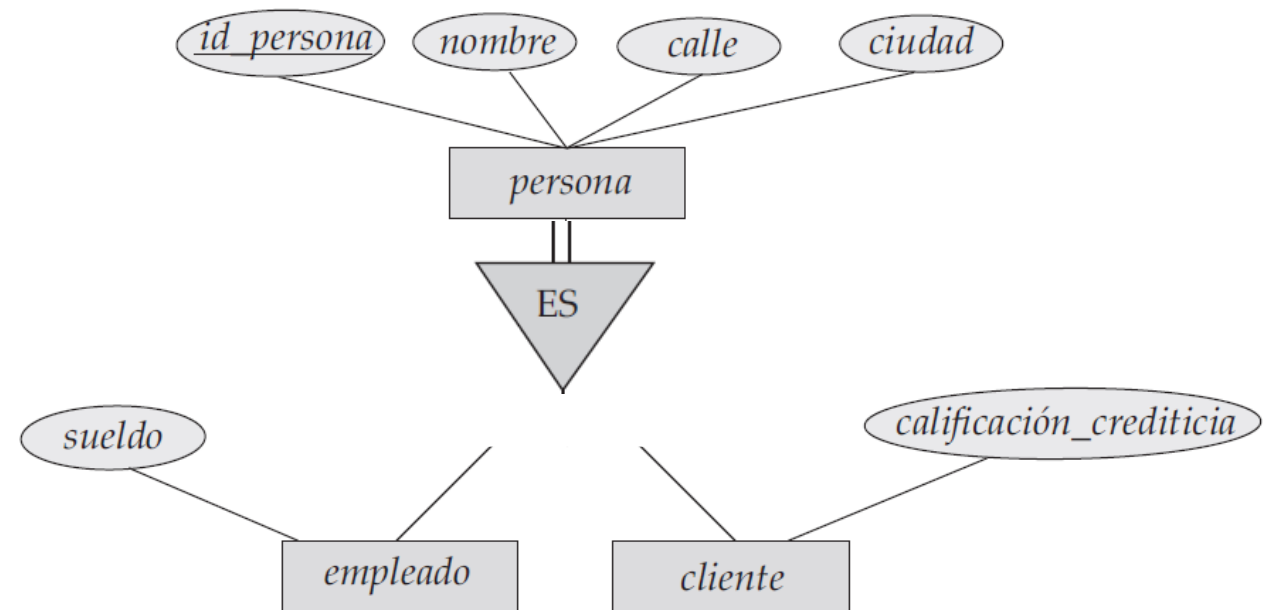 id_persona
nombre
calle
ciudad
persona
ES
sueldo
calificación_crediticia
empleado
cliente